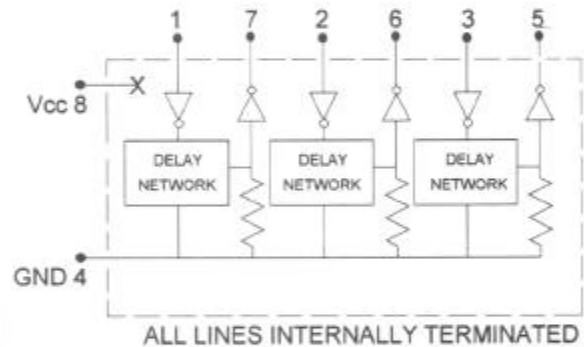 1 7 2 6 3 5
Vcc 8
X
DELAY NETWORK
DELAY NETWORK
DELAY NETWORK
GND 4
ALL LINES INTERNALLY TERMINATED